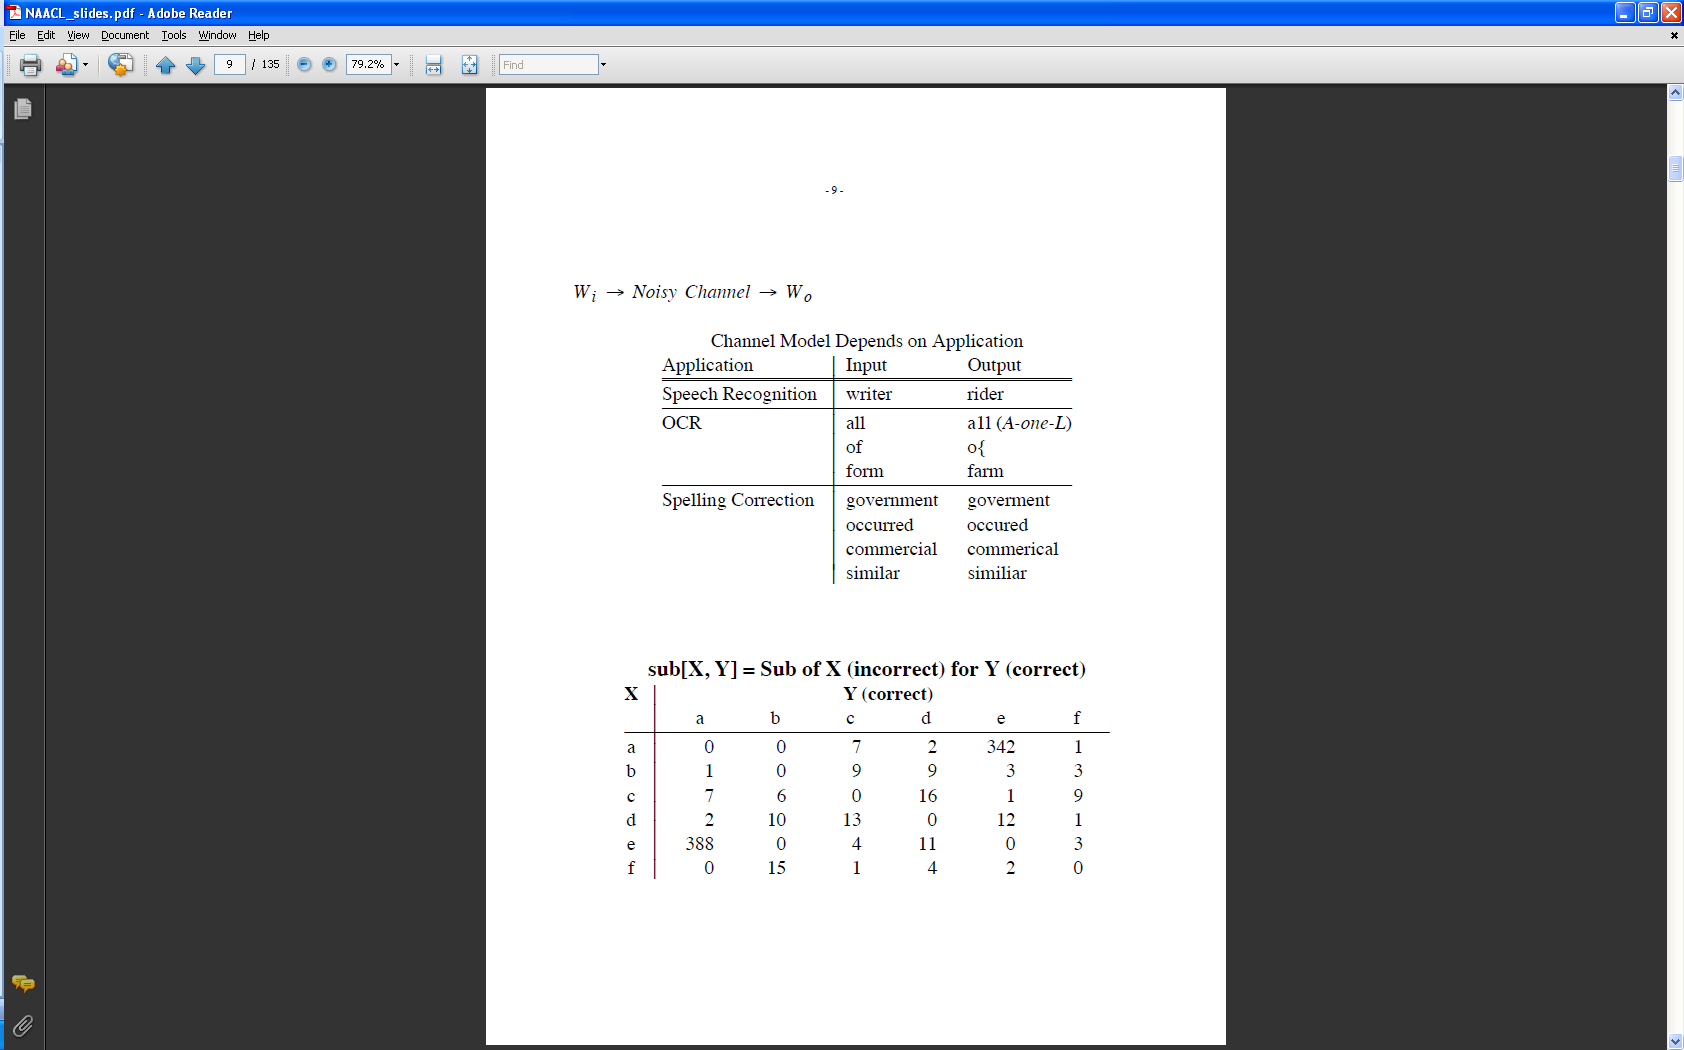 NAACL_slides.pdf - Adobe Reader
File Edit View Document Tools Window Help
9 / 135 79.2% Find
- 9 -
W i → Noisy Channel → W o
Channel Model Depends on Application
Application Input Output
Speech Recognition writer rider
OCR all a1l (A-one-L)
of o{
form farm
Spelling Correction government goverment
occurred occured
commercial commerical
similar similiar
sub[X, Y] = Sub of X (incorrect) for Y (correct)
X Y (correct)
a b c d e f
a 0 0 7 2 342 1
b 1 0 9 9 3 3
c 7 6 0 16 1 9
d 2 10 13 0 12 1
e 388 0 4 11 0 3
f 0 15 1 4 2 0